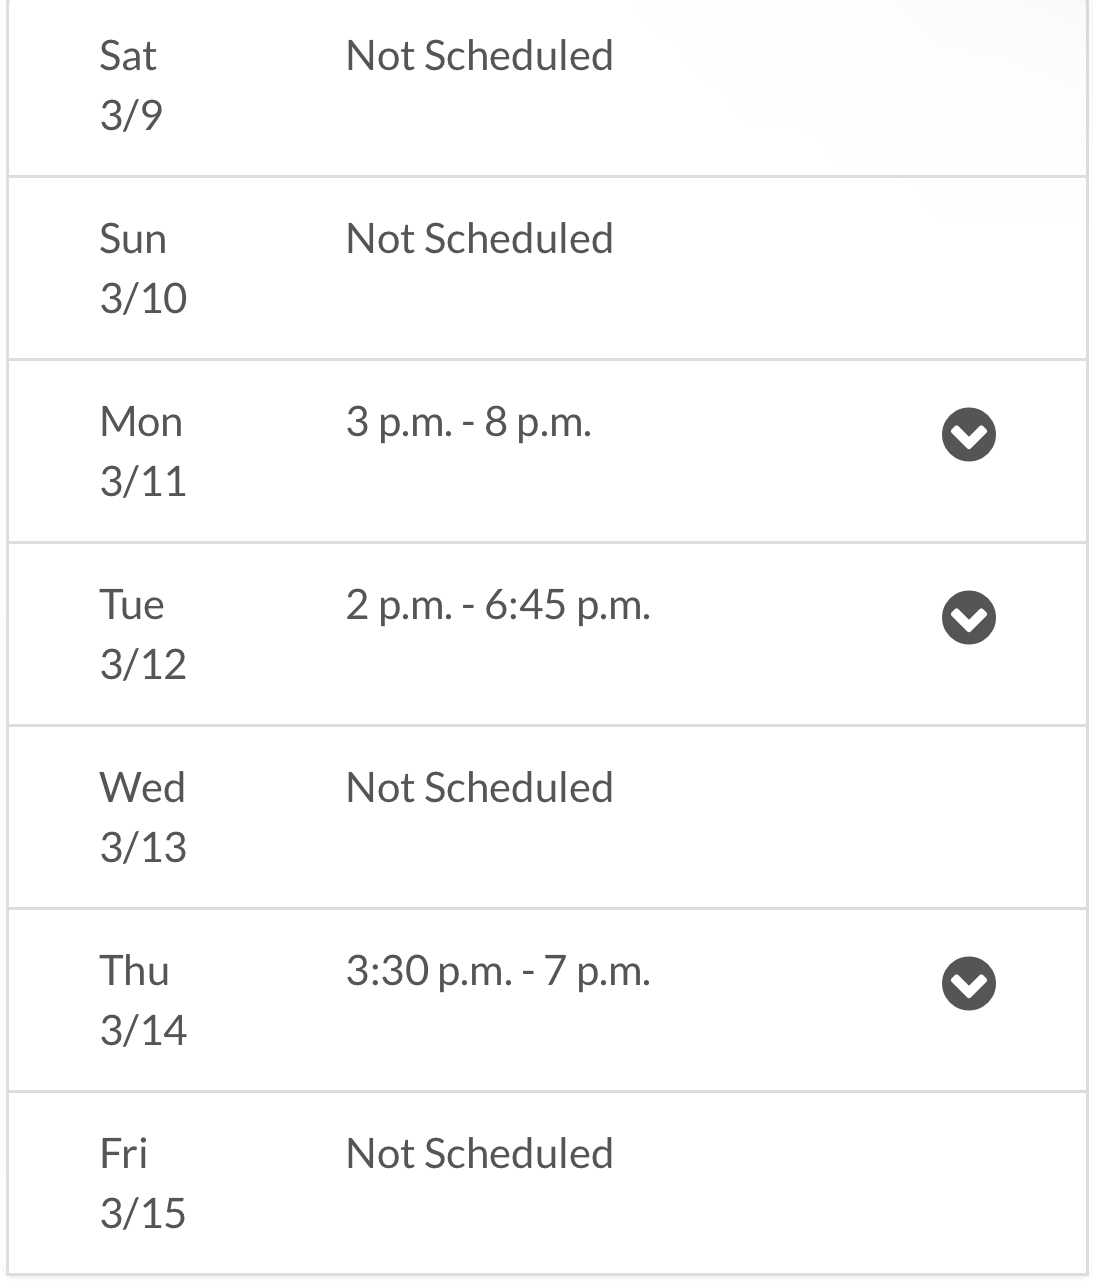 Sat Not Scheduled
3/9
Sun Not Scheduled
3/10
Mon 3 p.m. - 8 p.m.
3/11
Tue 2 p.m. - 6:45 p.m.
3/12
Wed Not Scheduled
3/13
Thu 3:30 p.m. - 7 p.m.
3/14
Fri Not Scheduled
3/15